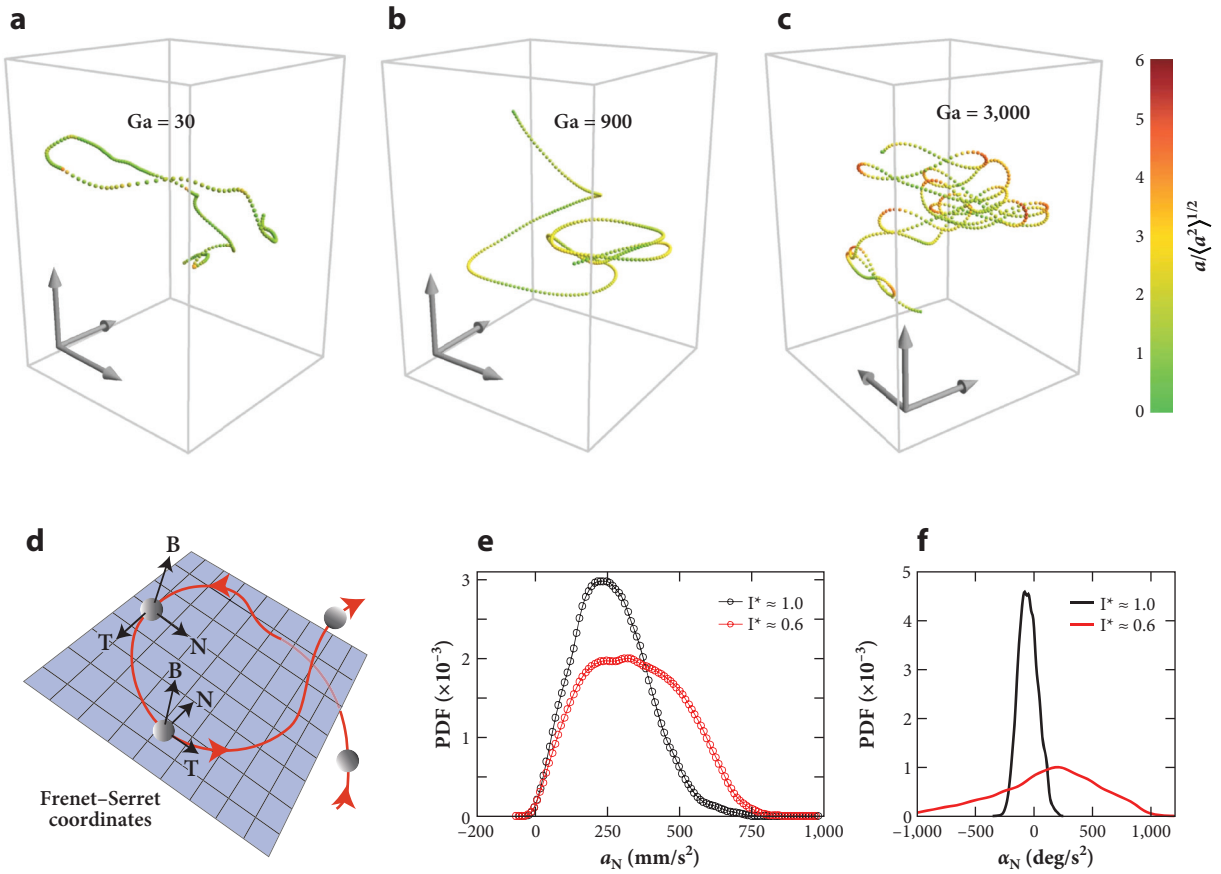 a
b
c
Ga = 30
Ga = 900
Ga = 3,000
6
5
4
3
2
1
0
a/⟨a²⟩¹/²
d
e
f
B
T
N
B
N
T
Frenet–Serret
coordinates
3
2
1
0
PDF (×10⁻³)
I* ≈ 1.0
I* ≈ 0.6
−200
0
250
500
750
1,000
aN (mm/s²)
5
4
3
2
1
0
PDF (×10⁻³)
I* ≈ 1.0
I* ≈ 0.6
−1,000
−500
0
500
1,000
αN (deg/s²)